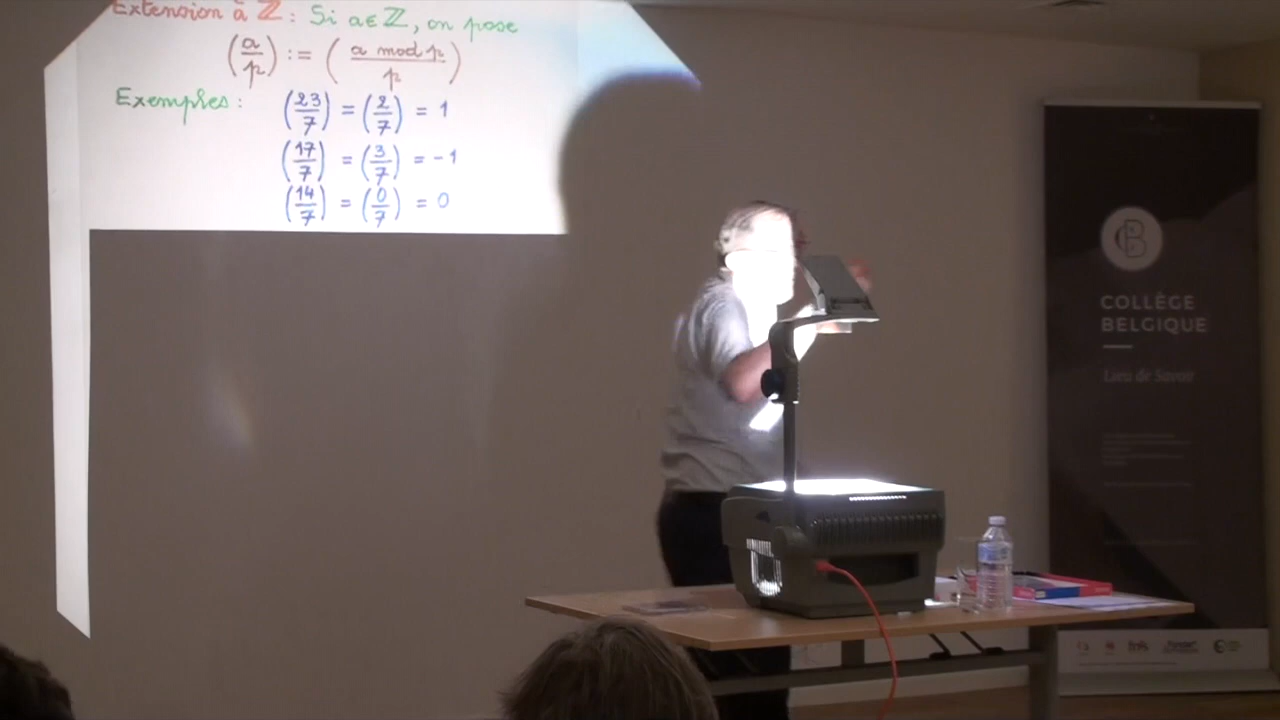 Extension à ℤ : Si a ∈ ℤ, on pose
(a/p) := (a mod p / p)
Exemples : (23/7) = (2/7) = 1
(17/7) = (3/7) = -1
(14/7) = (0/7) = 0
COLLÈGE
BELGIQUE
Lieu de Savoir